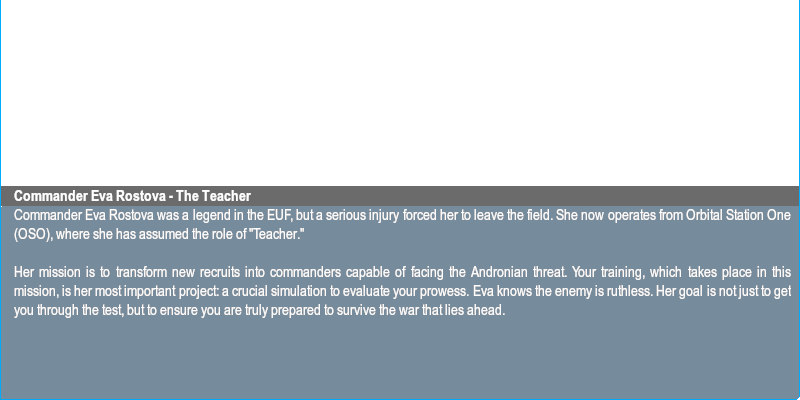 Commander Eva Rostova - The Teacher
Commander Eva Rostova was a legend in the EUF, but a serious injury forced her to leave the field. She now operates from Orbital Station One
(OSO), where she has assumed the role of "Teacher."
Her mission is to transform new recruits into commanders capable of facing the Andronian threat. Your training, which takes place in this
mission, is her most important project: a crucial simulation to evaluate your prowess. Eva knows the enemy is ruthless. Her goal is not just to get
you through the test, but to ensure you are truly prepared to survive the war that lies ahead.